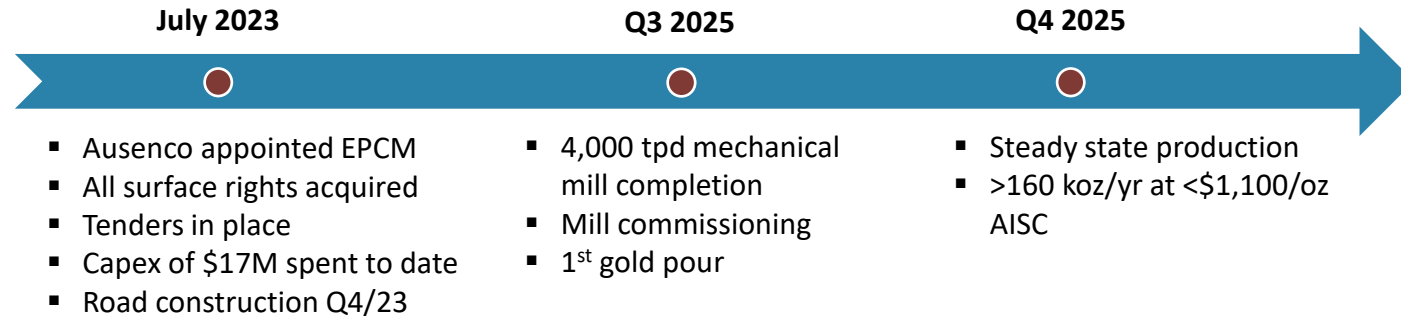 July 2023
▪ Ausenco appointed EPCM
▪ All surface rights acquired
▪ Tenders in place
▪ Capex of $17M spent to date
▪ Road construction Q4/23
Q3 2025
▪ 4,000 tpd mechanical
mill completion
▪ Mill commissioning
▪ 1st gold pour
Q4 2025
▪ Steady state production
▪ >160 koz/yr at <$1,100/oz
AISC